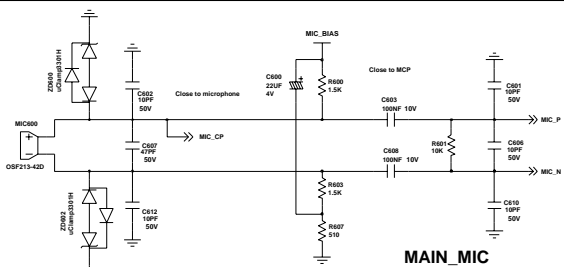 MIC_BIAS
ZD600
uClamp3301H
C602
10PF
50V
Close to microphone
C600
22UF
4V
R600
1.5K
Close to MCP
C603
100NF 10V
C601
10PF
50V
MIC600
MIC_P
MIC_CP
C607
47PF
50V
R601
10K
C606
10PF
50V
OSF213-42D
C608
100NF 10V
MIC_N
ZD602
uClamp3301H
C612
10PF
50V
R603
1.5K
C610
10PF
50V
R607
510
MAIN_MIC